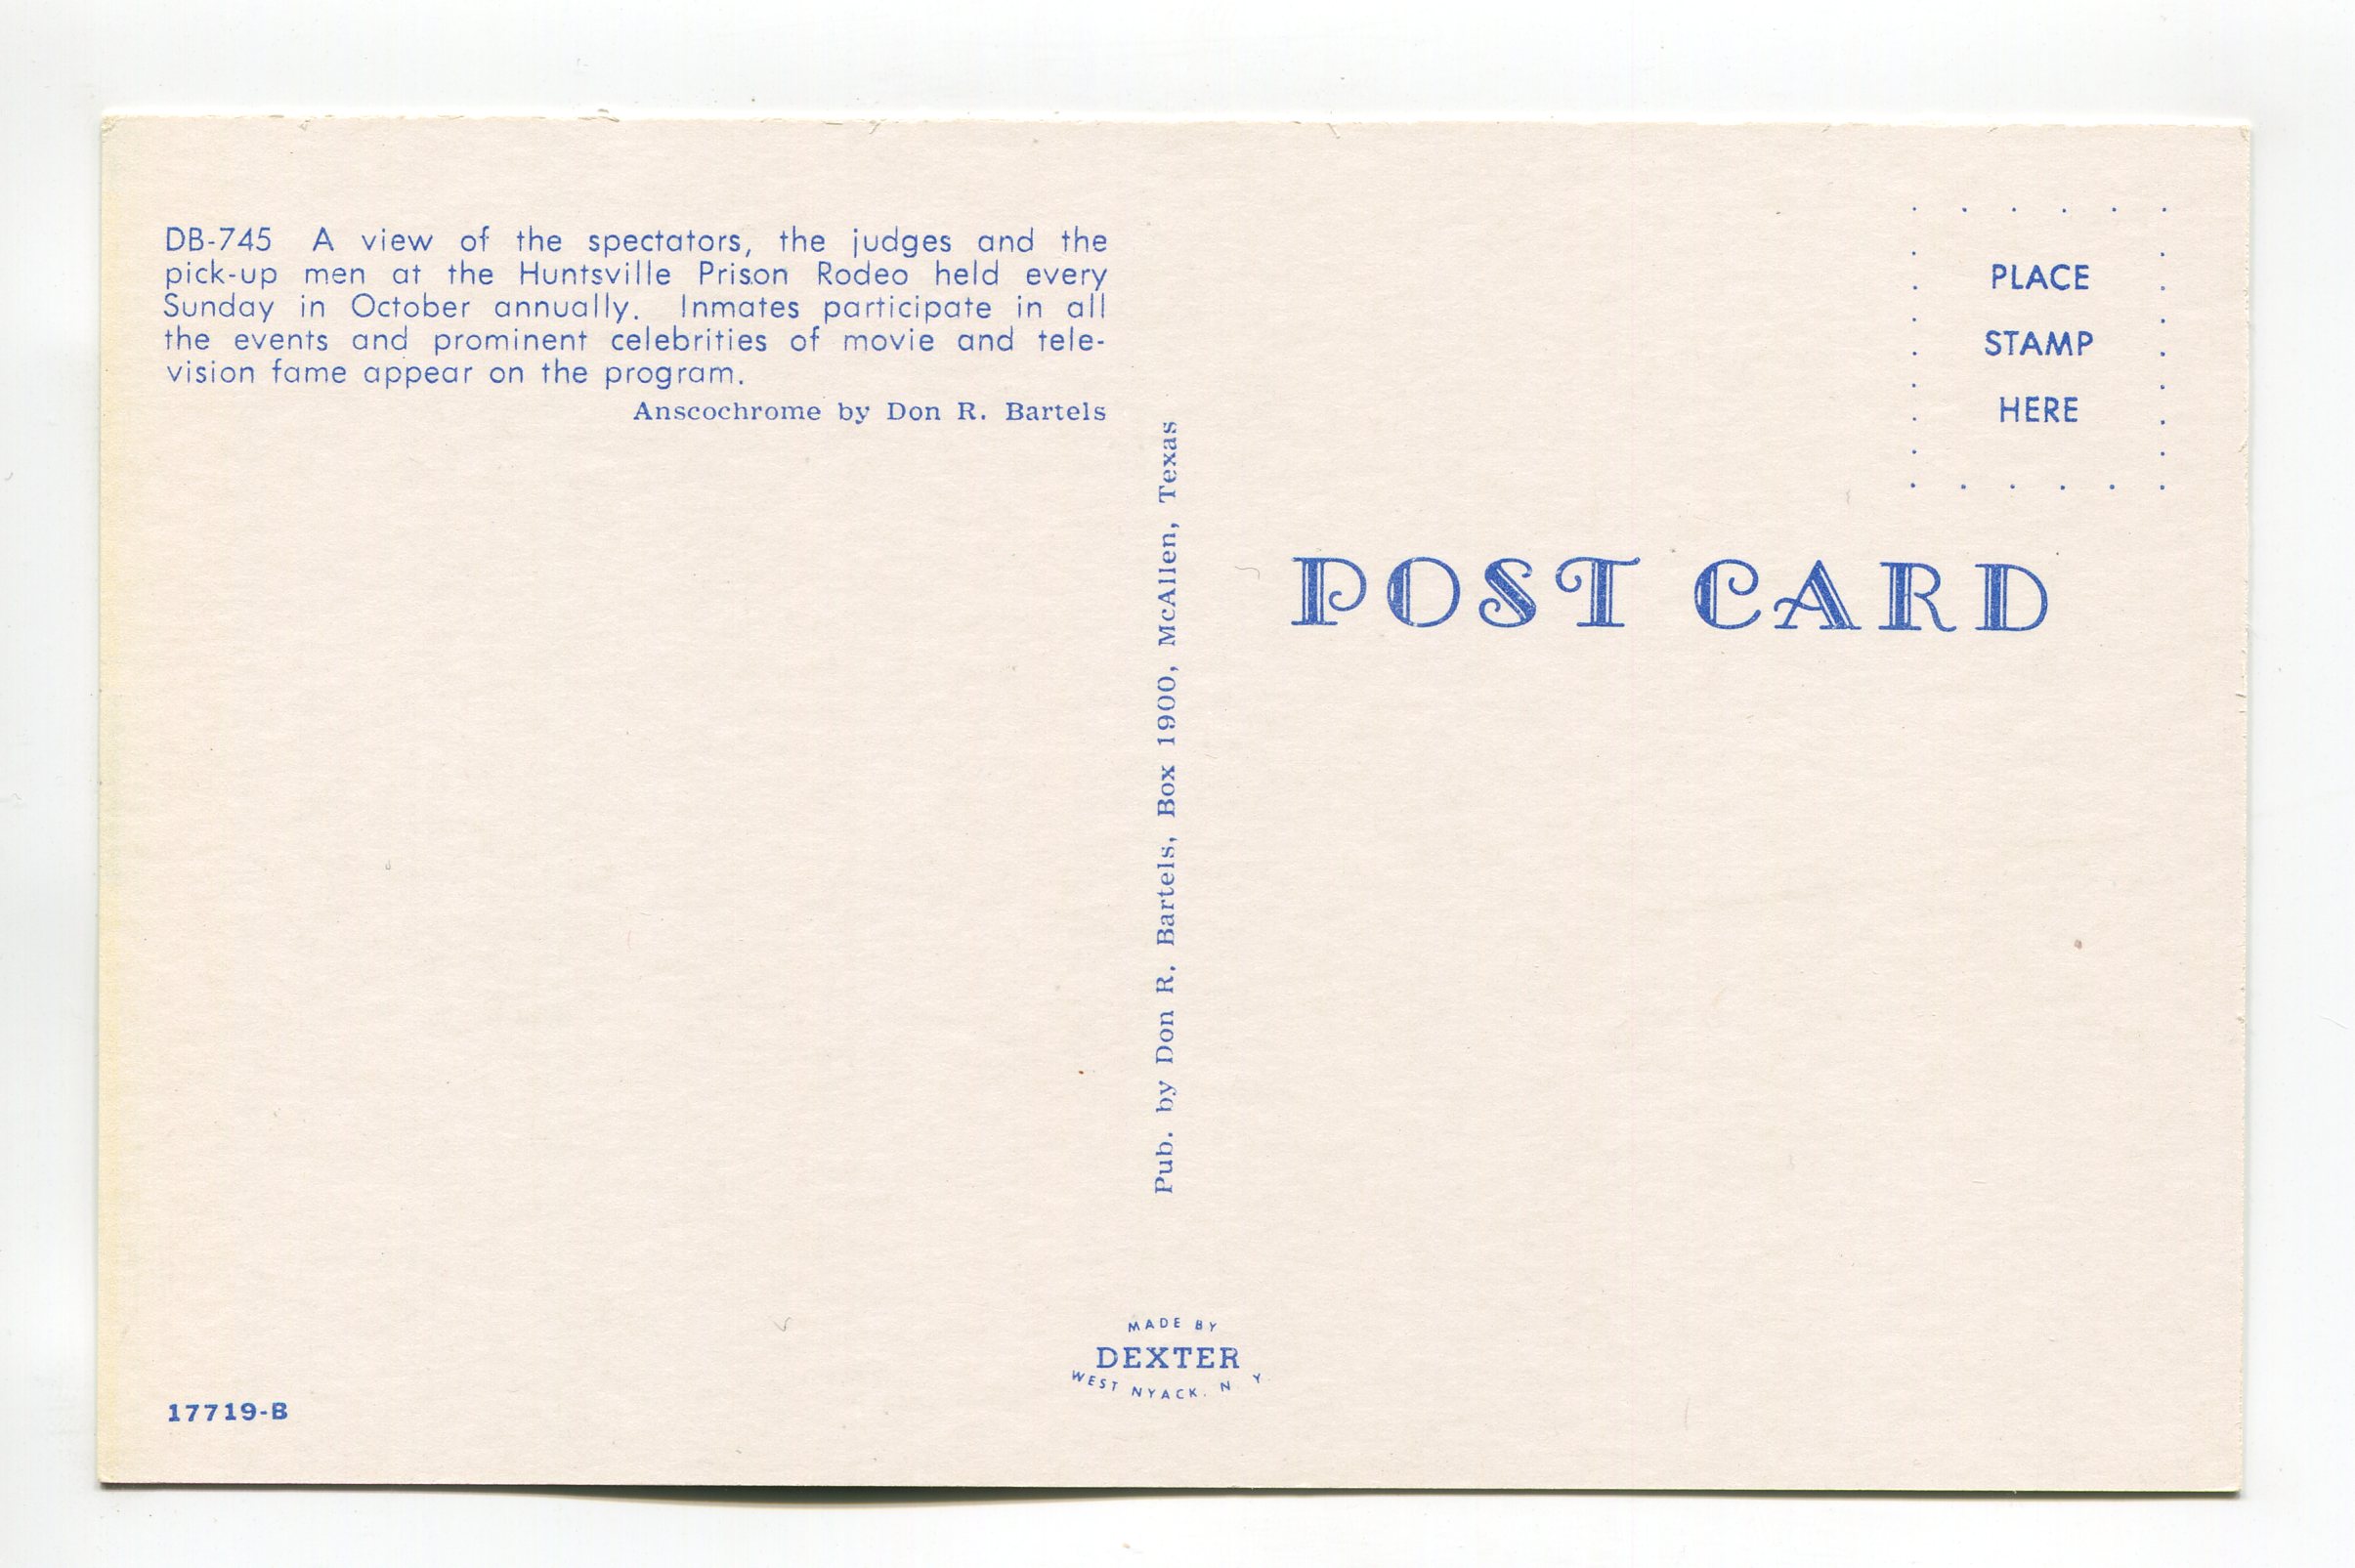 DB-745 A view of the spectators, the judges and the
pick-up men at the Huntsville Prison Rodeo held every
Sunday in October annually. Inmates participate in all
the events and prominent celebrities of movie and tele-
vision fame appear on the program.
Anscochrome by Don R. Bartels
Pub. by Don R. Bartels, Box 1900, McAllen, Texas
PLACE
STAMP
HERE
POST CARD
MADE BY
DEXTER
WEST NYACK, N. Y.
17719-B